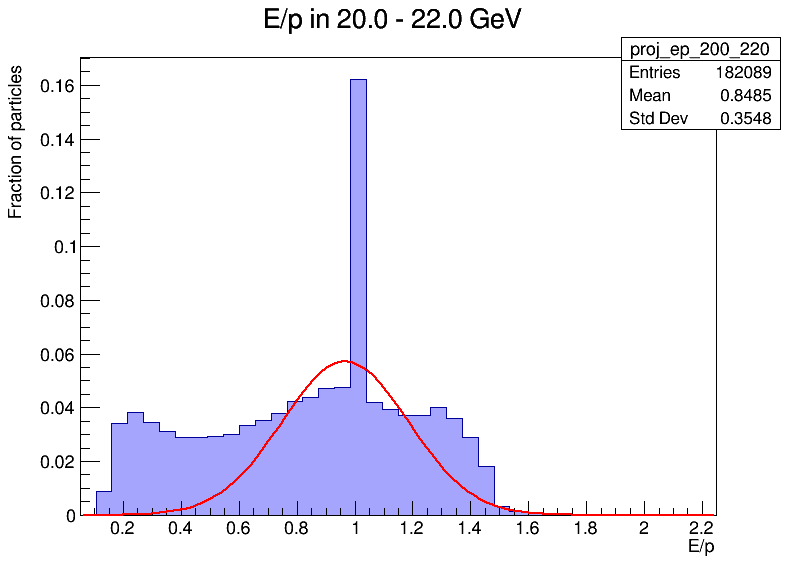 E/p in 20.0 - 22.0 GeV
proj_ep_200_220
Entries 182089
Mean 0.8485
Std Dev 0.3548
Fraction of particles
0.16
0.14
0.12
0.1
0.08
0.06
0.04
0.02
0
0.2 0.4 0.6 0.8 1 1.2 1.4 1.6 1.8 2 2.2
E/p